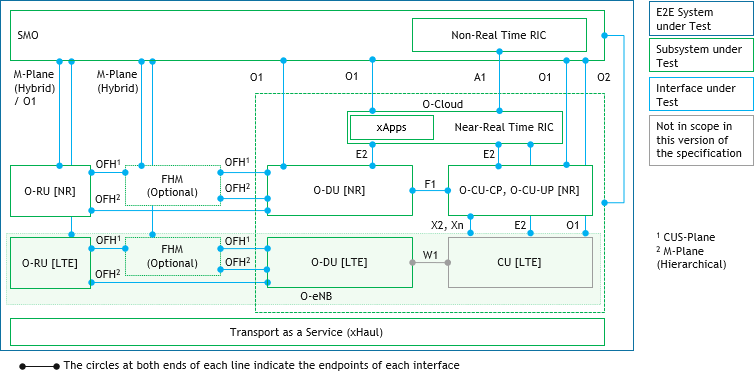 SMO
Non-Real Time RIC
E2E System
under Test
Subsystem under
Test
Interface under
Test
Not in scope in
this version of
the specification
M-Plane
(Hybrid)
/ O1
M-Plane
(Hybrid)
O1
O1
A1
O1
O2
O-Cloud
xApps
Near-Real Time RIC
E2
E2
OFH¹
OFH¹
O-RU [NR]
FHM
(Optional)
OFH²
OFH²
O-DU [NR]
F1
O-CU-CP, O-CU-UP [NR]
X2, Xn
E2
O1
OFH¹
OFH¹
O-RU [LTE]
FHM
(Optional)
OFH²
OFH²
O-DU [LTE]
W1
CU [LTE]
O-eNB
¹ CUS-Plane
² M-Plane
(Hierarchical)
Transport as a Service (xHaul)
The circles at both ends of each line indicate the endpoints of each interface